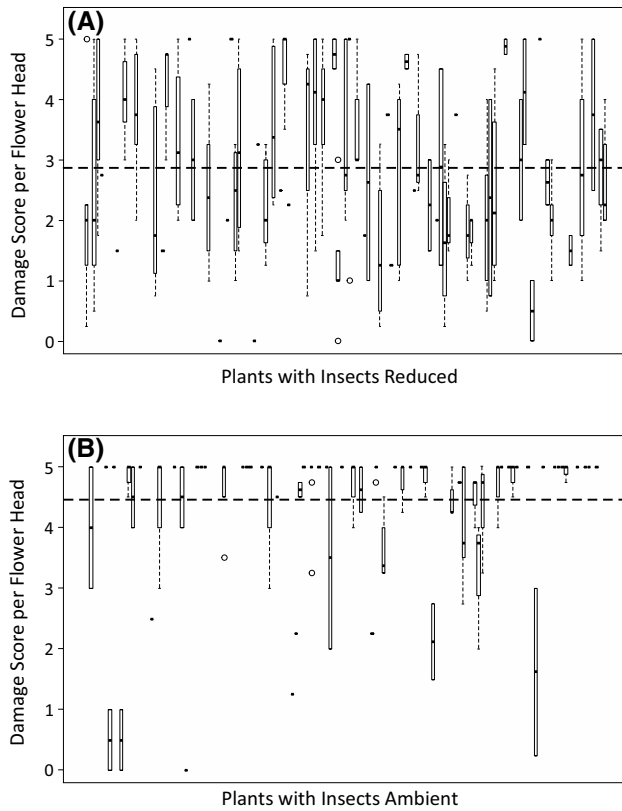 (A)
Damage Score per Flower Head
5
4
3
2
1
0
Plants with Insects Reduced
(B)
Damage Score per Flower Head
5
4
3
2
1
0
Plants with Insects Ambient